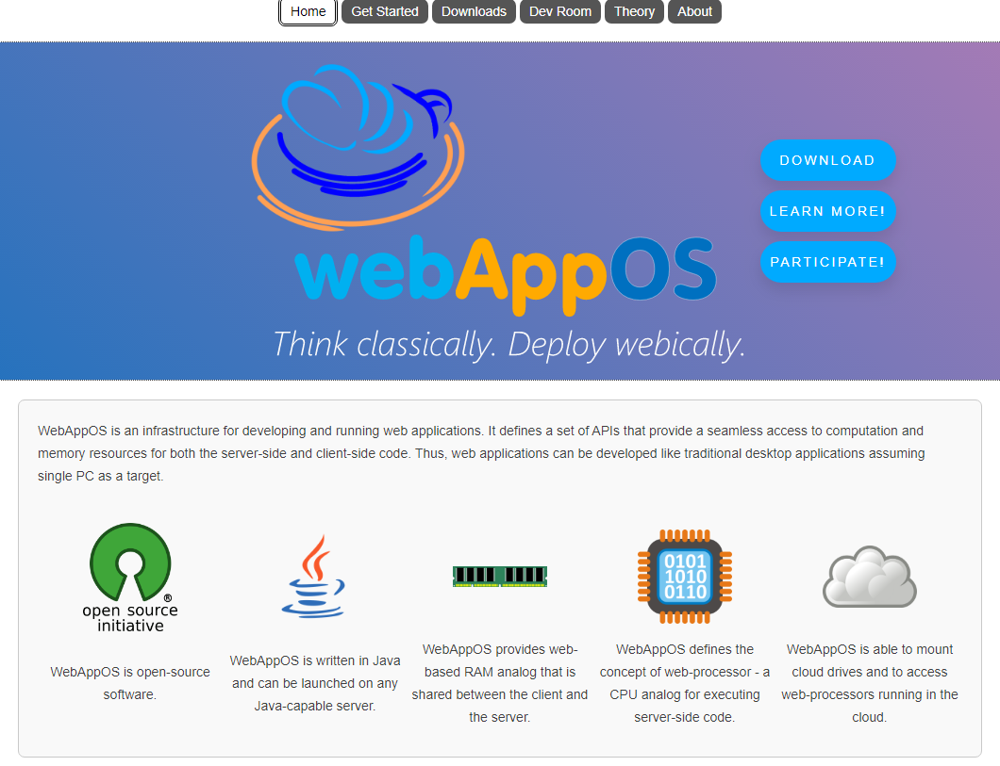 Home Get Started Downloads Dev Room Theory About
webAppOS
Think classically. Deploy webically.
DOWNLOAD
LEARN MORE!
PARTICIPATE!
WebAppOS is an infrastructure for developing and running web applications. It defines a set of APIs that provide a seamless access to computation and
memory resources for both the server-side and client-side code. Thus, web applications can be developed like traditional desktop applications assuming
single PC as a target.
open source
initiative
®
WebAppOS is open-source
software.
WebAppOS is written in Java
and can be launched on any
Java-capable server.
WebAppOS provides web-
based RAM analog that is
shared between the client and
the server.
0101
1010
0110
WebAppOS defines the
concept of web-processor - a
CPU analog for executing
server-side code.
WebAppOS is able to mount
cloud drives and to access
web-processors running in the
cloud.